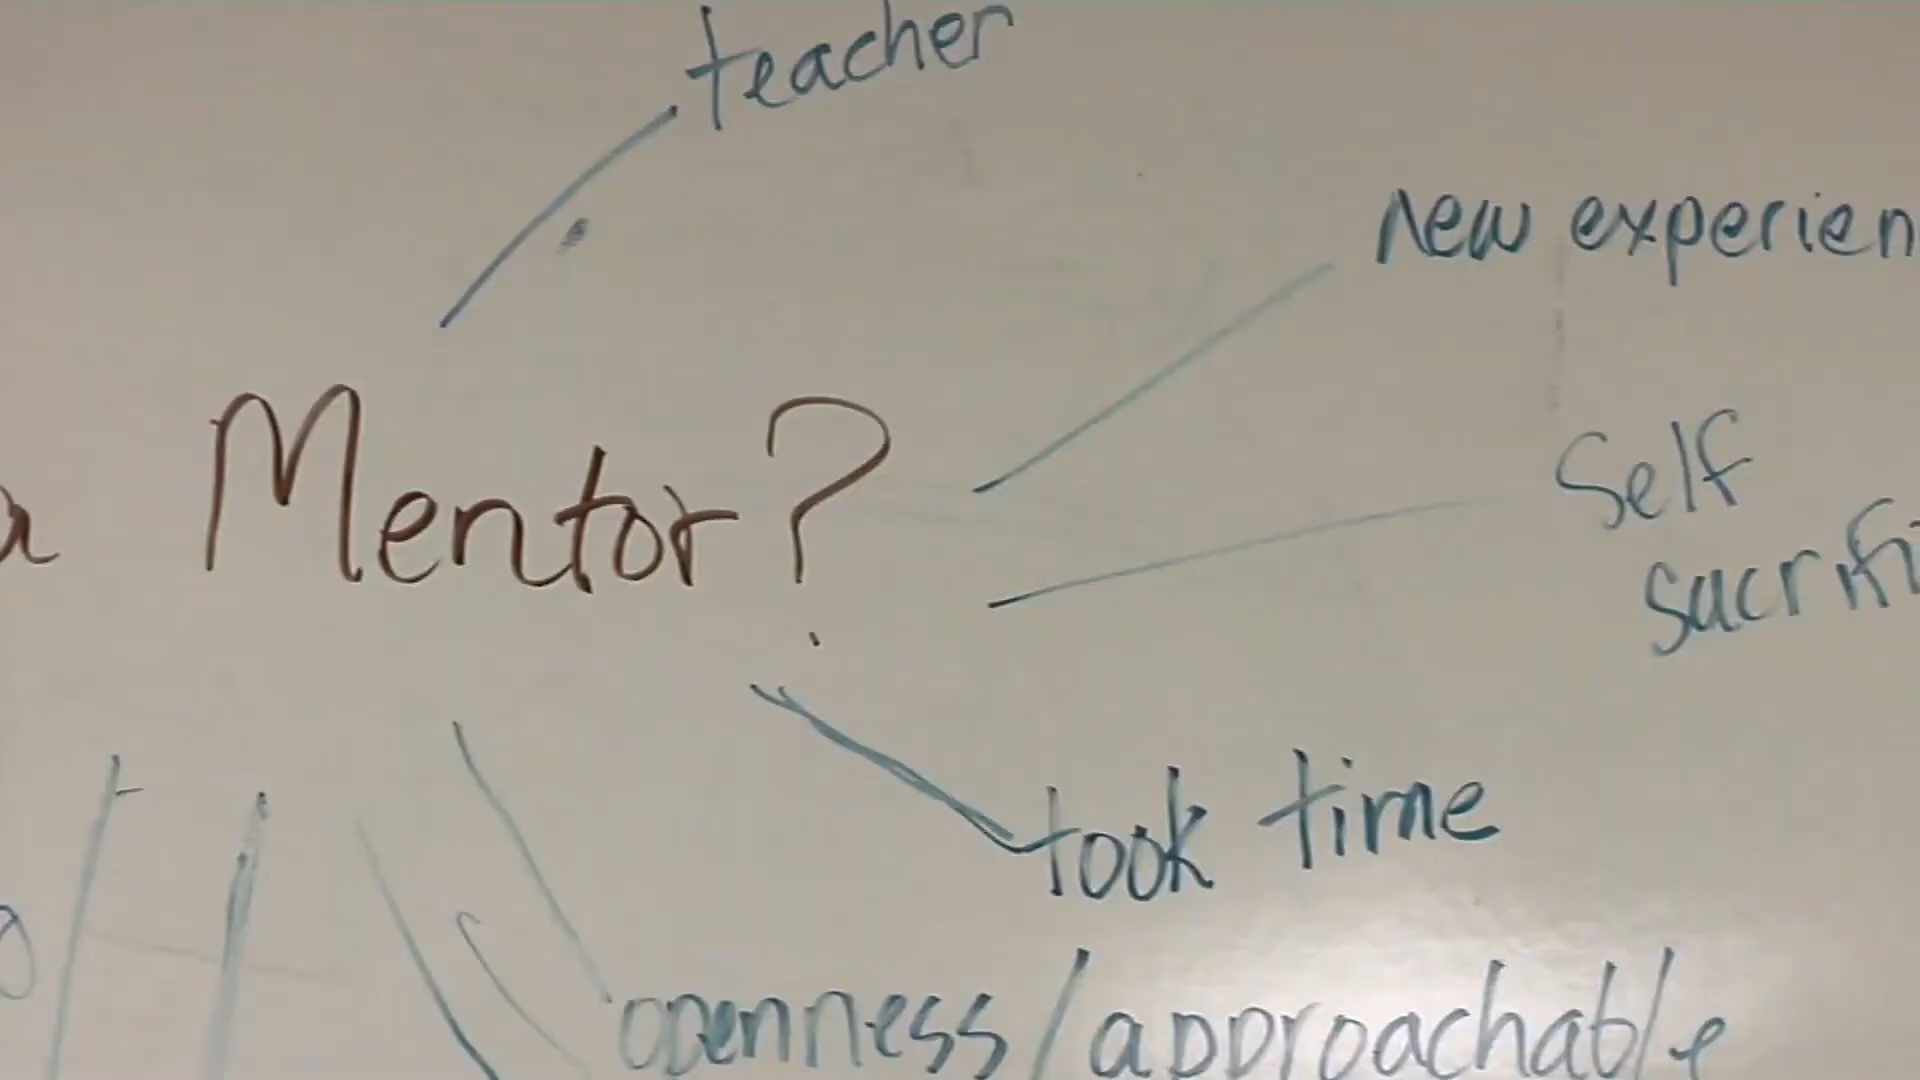 teacher
new experien
a Mentor?
Self
sacrifi
took time
openness/approachable